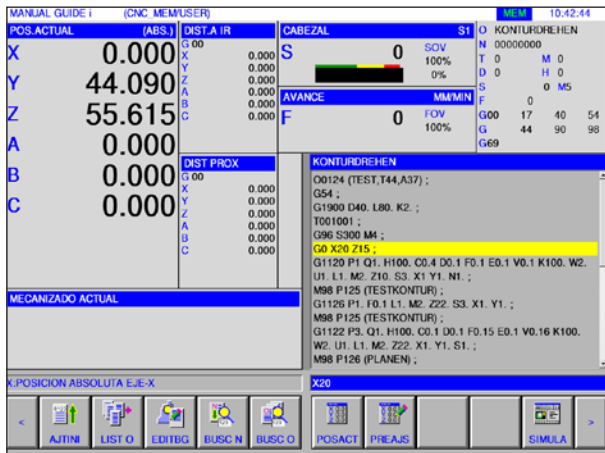 MANUAL GUIDE i (CNC_MEM/USER) MEM 10:42:44
POS.ACTUAL (ABS.)
X 0.000
Y 44.090
Z 55.615
A 0.000
B 0.000
C 0.000
DIST.A IR
G 00
X 0.000
Y 0.000
Z 0.000
A 0.000
B 0.000
C 0.000
DIST PROX
G 00
X 0.000
Y 0.000
Z 0.000
A 0.000
B 0.000
C 0.000
CABEZAL S1
S 0 SOV
100%
0%
AVANCE MM/MIN
F 0 FOV
100%
O KONTURDREHEN
N 00000000
T 0 M 0
D 0 H 0
S 0 M5
F 0
G00 17 40 54
G 44 90 98
G69
KONTURDREHEN
O0124 (TEST,T44,A37) ;
G54 ;
G1900 D40. L80. K2. ;
T001001 ;
G96 S300 M4 ;
G0 X20 Z15 ;
G1120 P1 Q1. H100. C0.4 D0.1 F0.1 E0.1 V0.1 K100. W2.
U1. L1. M2. Z10. S3. X1 Y1. N1. ;
M98 P125 (TESTKONTUR) ;
G1126 P1. F0.1 L1. M2. Z22. S3. X1. Y1. ;
M98 P125 (TESTKONTUR) ;
G1122 P3. Q1. H100. C0.1 D0.1 F0.15 E0.1 V0.16 K100.
W2. U1. L1. M2. Z22. X1. Y1. S1. ;
M98 P126 (PLANEN) ;
MECANIZADO ACTUAL
X:POSICION ABSOLUTA EJE-X
X20
< AJTINI LIST O EDITBG BUSC N BUSC O POSACT PREAJS SIMULA >